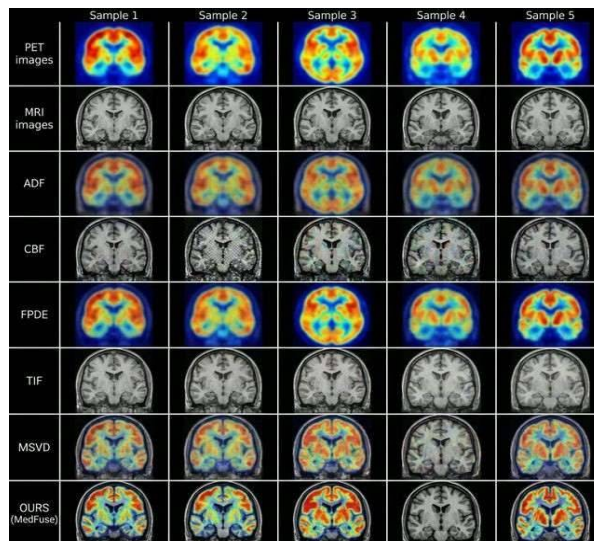 Sample 1 Sample 2 Sample 3 Sample 4 Sample 5
PET
images
MRI
images
ADF
CBF
FPDE
TIF
MSVD
OURS
(MedFuse)